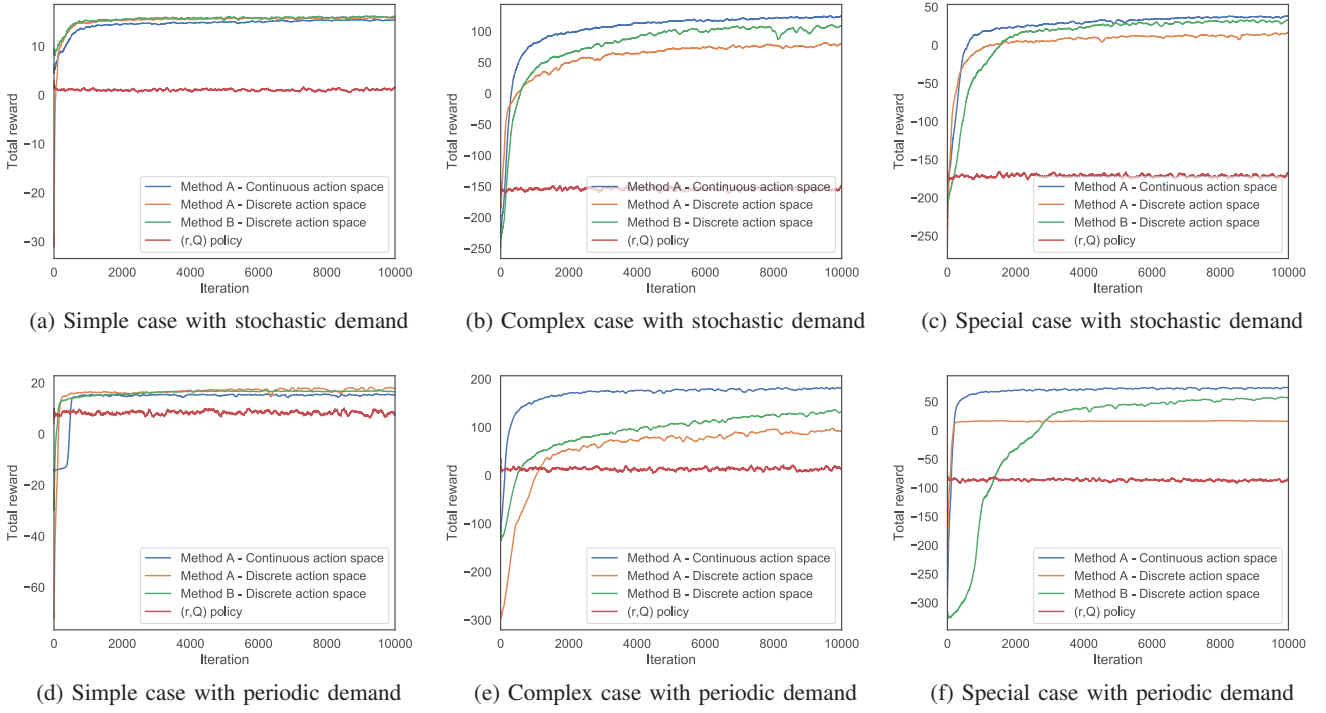 10
0
−10
−20
−30
Total reward
0 2000 4000 6000 8000 10000
Iteration
Method A - Continuous action space
Method A - Discrete action space
Method B - Discrete action space
(r,Q) policy
(a) Simple case with stochastic demand
100
50
0
−50
−100
−150
−200
−250
Total reward
0 2000 4000 6000 8000 10000
Iteration
Method A - Continuous action space
Method A - Discrete action space
Method B - Discrete action space
(r,Q) policy
(b) Complex case with stochastic demand
50
0
−50
−100
−150
−200
−250
Total reward
0 2000 4000 6000 8000 10000
Iteration
Method A - Continuous action space
Method A - Discrete action space
Method B - Discrete action space
(r,Q) policy
(c) Special case with stochastic demand
20
0
−20
−40
−60
Total reward
0 2000 4000 6000 8000 10000
Iteration
Method A - Continuous action space
Method A - Discrete action space
Method B - Discrete action space
(r,Q) policy
(d) Simple case with periodic demand
200
100
0
−100
−200
−300
Total reward
0 2000 4000 6000 8000 10000
Iteration
Method A - Continuous action space
Method A - Discrete action space
Method B - Discrete action space
(r,Q) policy
(e) Complex case with periodic demand
50
0
−50
−100
−150
−200
−250
−300
Total reward
0 2000 4000 6000 8000 10000
Iteration
Method A - Continuous action space
Method A - Discrete action space
Method B - Discrete action space
(r,Q) policy
(f) Special case with periodic demand